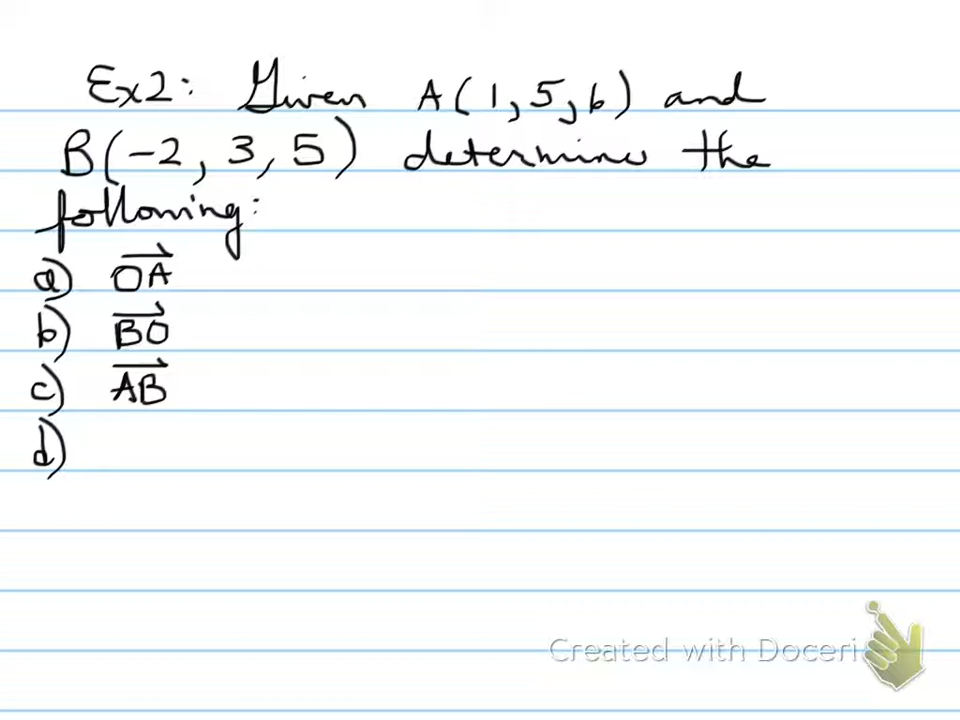 Ex2: Given A(1,5,6) and
B(-2, 3, 5) determine the
following:
a) OA
b) BO
c) AB
d)
Created with Doceri